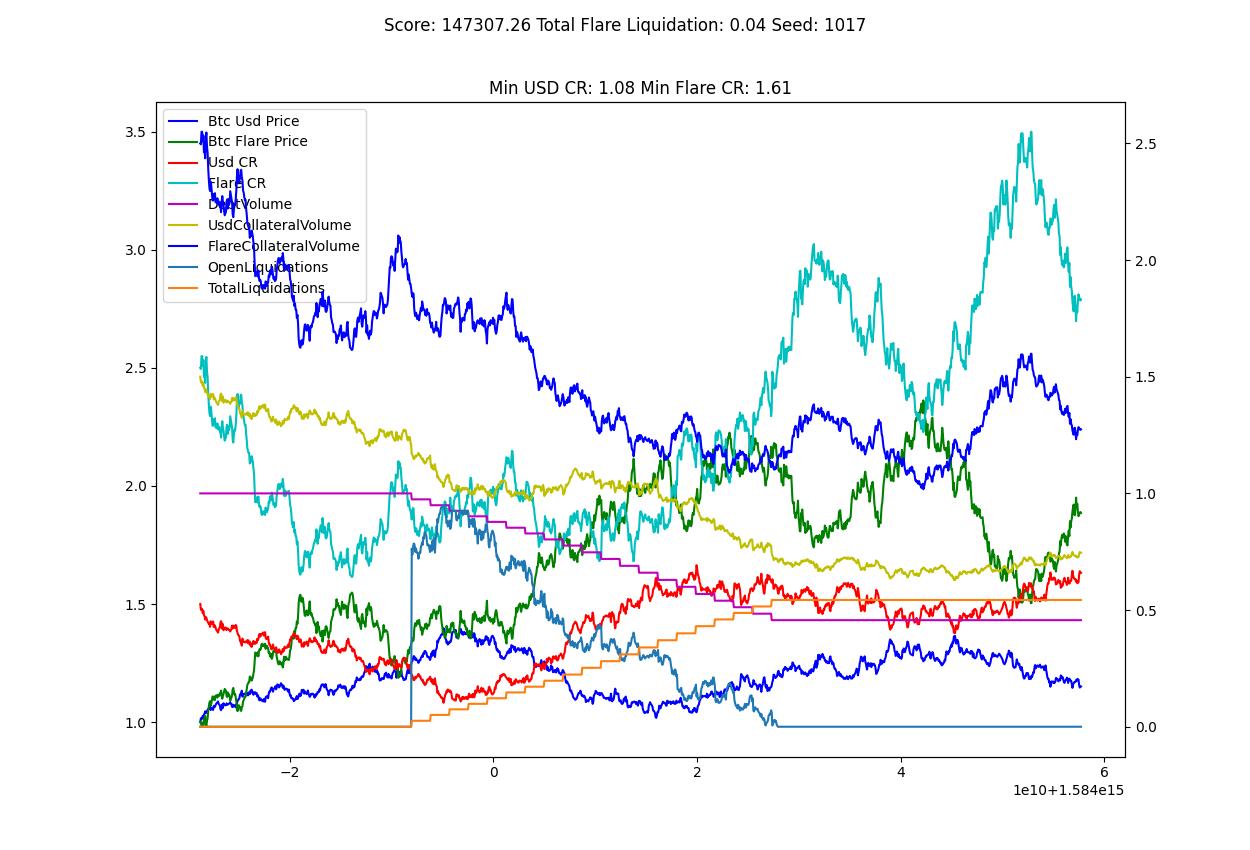 Score: 147307.26 Total Flare Liquidation: 0.04 Seed: 1017
Min USD CR: 1.08 Min Flare CR: 1.61
Btc Usd Price
Btc Flare Price
Usd CR
Flare CR
DebtVolume
UsdCollateralVolume
FlareCollateralVolume
OpenLiquidations
TotalLiquidations
3.5
3.0
2.5
2.0
1.5
1.0
2.5
2.0
1.5
1.0
0.5
0.0
−2 0 2 4 6
1e10+1.584e15